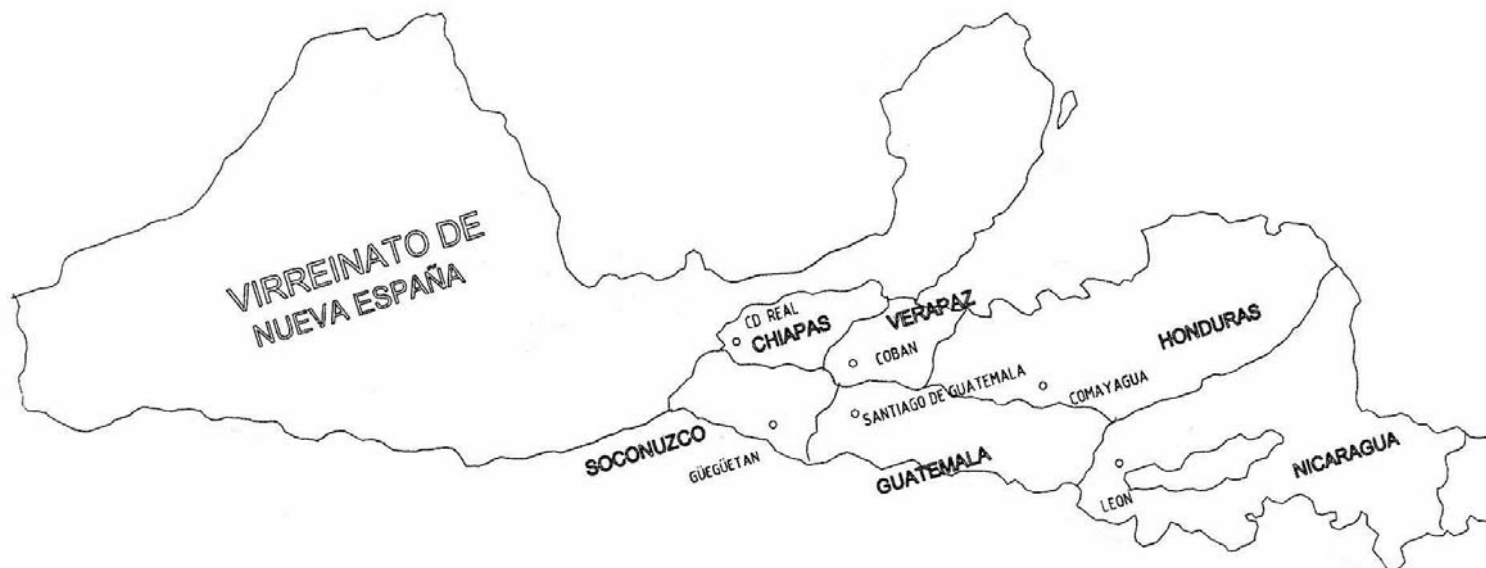 VIRREINATO DE
NUEVA ESPAÑA
CD REAL
CHIAPAS
VERAPAZ
COBAN
HONDURAS
SANTIAGO DE GUATEMALA
COMAYAGUA
SOCONUZCO
GÜEGÜETAN
GUATEMALA
NICARAGUA
LEON